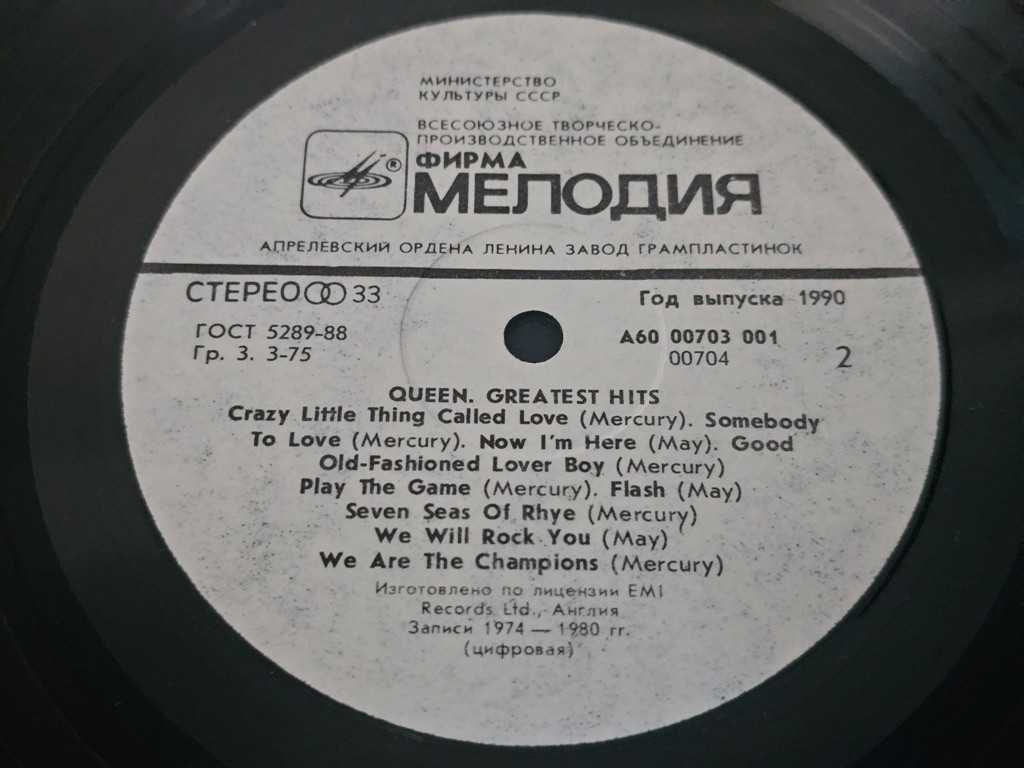 МИНИСТЕРСТВО
КУЛЬТУРЫ СССР
ВСЕСОЮЗНОЕ ТВОРЧЕСКО-
ПРОИЗВОДСТВЕННОЕ ОБЪЕДИНЕНИЕ
®
ФИРМА
МЕЛОДИЯ
АПРЕЛЕВСКИЙ ОРДЕНА ЛЕНИНА ЗАВОД ГРАМПЛАСТИНОК
СТЕРЕО 33
Год выпуска 1990
ГОСТ 5289-88
А60 00703 001
Гр. 3. 3-75
00704
2
QUEEN. GREATEST HITS
Crazy Little Thing Called Love (Mercury). Somebody
To Love (Mercury). Now I'm Here (May). Good
Old-Fashioned Lover Boy (Mercury)
Play The Game (Mercury). Flash (May)
Seven Seas Of Rhye (Mercury)
We Will Rock You (May)
We Are The Champions (Mercury)
Изготовлено по лицензии EMI
Records Ltd., Англия
Записи 1974 — 1980 гг.
(цифровая)